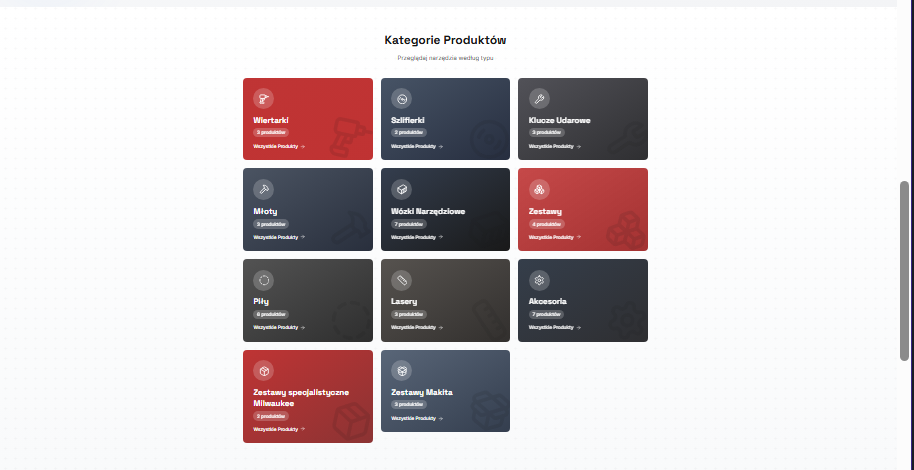 Kategorie Produktów
Przeglądaj narzędzia według typu
Wiertarki
3 produktów
Wszystkie Produkty →
Szlifierki
2 produktów
Wszystkie Produkty →
Klucze Udarowe
3 produktów
Wszystkie Produkty →
Młoty
3 produktów
Wszystkie Produkty →
Wózki Narzędziowe
7 produktów
Wszystkie Produkty →
Zestawy
4 produktów
Wszystkie Produkty →
Piły
6 produktów
Wszystkie Produkty →
Lasery
3 produktów
Wszystkie Produkty →
Akcesoria
7 produktów
Wszystkie Produkty →
Zestawy specjalistyczne
Milwaukee
2 produktów
Wszystkie Produkty →
Zestawy Makita
3 produktów
Wszystkie Produkty →